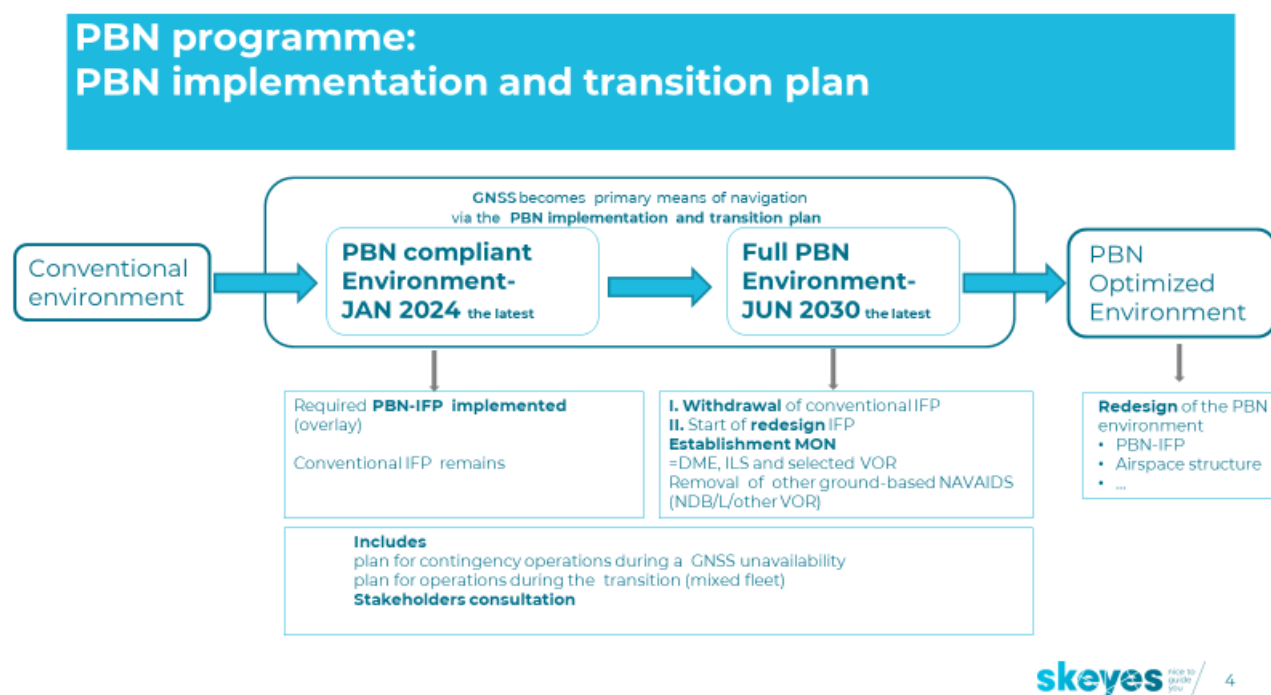 PBN programme:
PBN implementation and transition plan
GNSS becomes primary means of navigation
via the PBN implementation and transition plan
Conventional
environment
PBN compliant
Environment-
JAN 2024 the latest
Full PBN
Environment-
JUN 2030 the latest
PBN
Optimized
Environment
Required PBN-IFP implemented
(overlay)
Conventional IFP remains
I. Withdrawal of conventional IFP
II. Start of redesign IFP
Establishment MON
=DME, ILS and selected VOR
Removal of other ground-based NAVAIDS
(NDB/L/other VOR)
Redesign of the PBN
environment
• PBN-IFP
• Airspace structure
• ...
Includes
plan for contingency operations during a GNSS unavailability
plan for operations during the transition (mixed fleet)
Stakeholders consultation
skeyes
nice to
guide
you
4